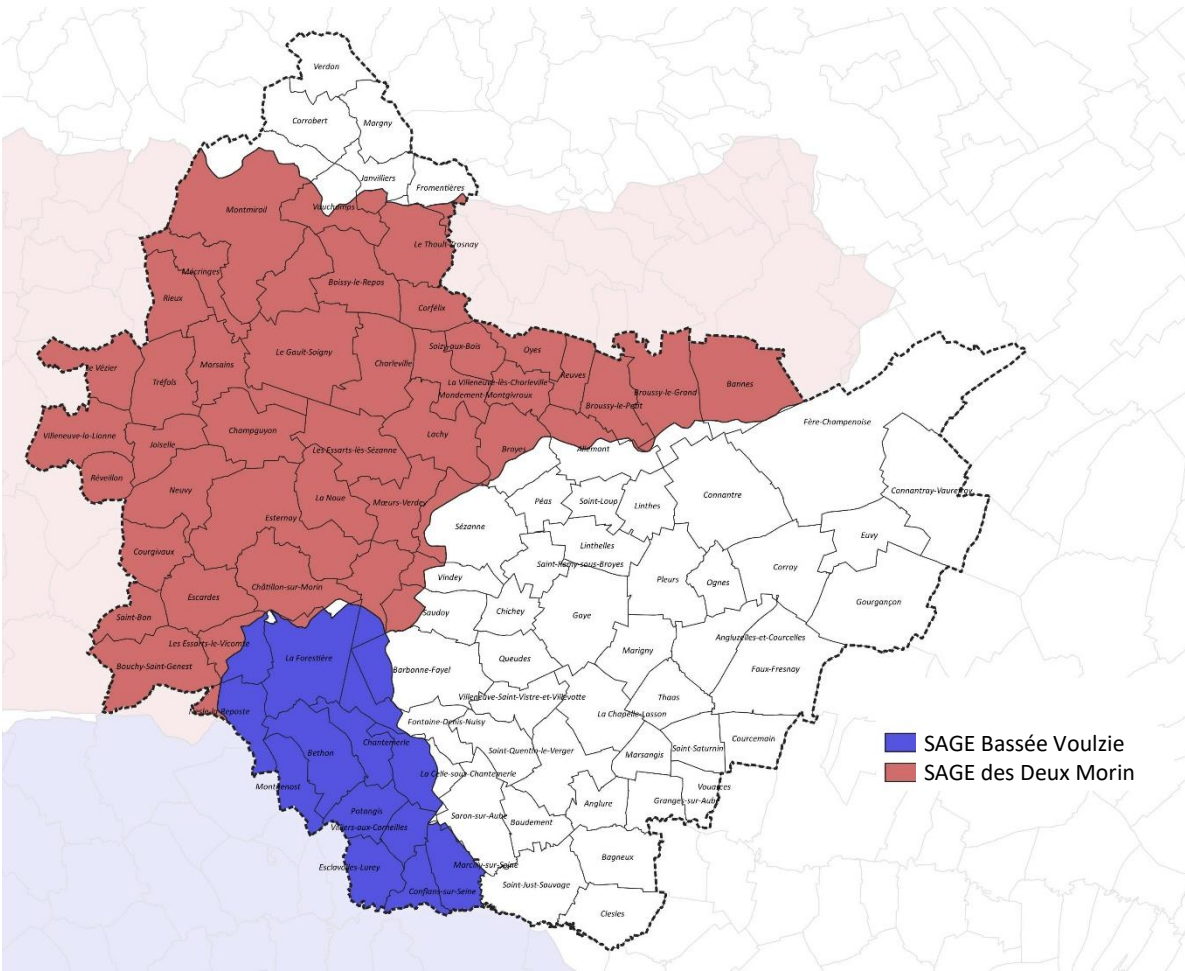 Verdon
Corrobert
Margny
Janvilliers
Fromentières
Montmirail
Vauchamps
Le Thoult-Trosnay
Mécringes
Boissy-le-Repos
Rieux
Corfélix
Soizy-aux-Bois
Oyes
Le Gault-Soigny
Charleville
Morsains
le Vézier
Tréfols
Reuves
La Villeneuve-lès-Charleville
Bannes
Mondement-Montgivroux
Broussy-le-Grand
Broussy-le-Petit
Fère-Champenoise
Champguyon
Villeneuve-la-Lionne
Lachy
Joiselle
Les Essarts-lès-Sézanne
Broyes
Allemant
Réveillon
Neuvy
La Noue
Connantre
Connantray-Vaurefroy
Mœurs-Verdey
Péas
Saint-Loup
Linthes
Esternay
Sézanne
Euvy
Linthelles
Courgivaux
Saint-Remy-sous-Broyes
Corroy
Vindey
Pleurs
Ognes
Châtillon-sur-Morin
Escardes
Gourgançon
Saint-Bon
Saudoy
Chichey
Gaye
Angluzelles-et-Courcelles
Les Essarts-le-Vicomte
Marigny
La Forestière
Queudes
Bouchy-Saint-Genest
Barbonne-Fayel
Faux-Fresnay
Villeneuve-Saint-Vistre-et-Villevotte
Thaas
Nesle-la-Reposte
La Chapelle-Lasson
Fontaine-Denis-Nuisy
Courcemain
Chantemerle
Bethon
Saint-Quentin-le-Verger
Saint-Saturnin
Marsangis
SAGE Bassée Voulzie
La Celle-sous-Chantemerle
SAGE des Deux Morin
Montgenost
Vouarces
Granges-sur-Aube
Anglure
Potangis
Saron-sur-Aube
Baudement
Villiers-aux-Corneilles
Bagneux
Marcilly-sur-Seine
Esclavolles-Lurey
Saint-Just-Sauvage
Conflans-sur-Seine
Clesles